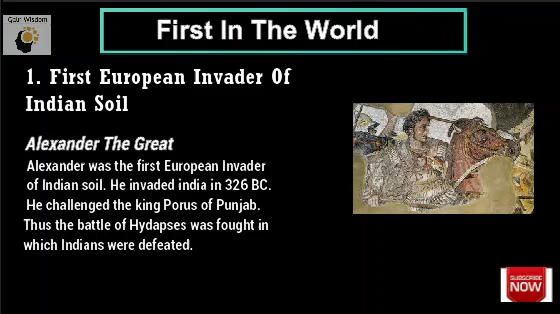 Gair Wisdom
First In The World
1. First European Invader Of
Indian Soil
Alexander The Great
Alexander was the first European Invader
of Indian soil. He invaded india in 326 BC.
He challenged the king Porus of Punjab.
Thus the battle of Hydapses was fought in
which Indians were defeated.
SUBSCRIBE
NOW